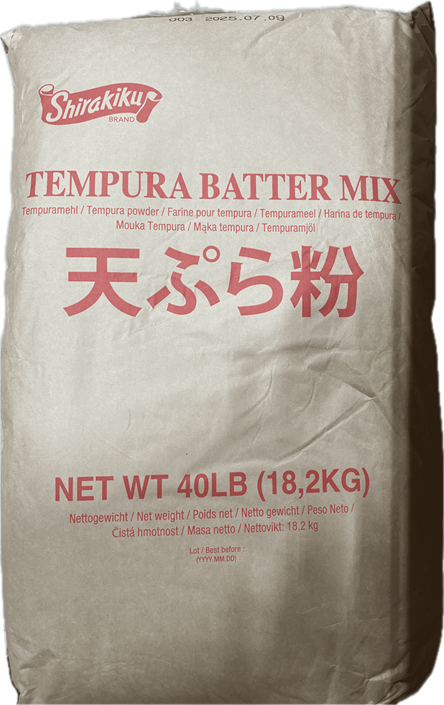 003 2025.07.09
Shirakiku
BRAND
TEMPURA BATTER MIX
Tempuramehl / Tempura powder / Farine pour tempura / Tempurameel / Harina de tempura /
Mouka Tempura / Mąka tempura / Tempuramjöl
天ぷら粉
NET WT 40LB (18,2KG)
Nettogewicht / Net weight / Poids net / Netto gewicht / Peso Neto /
Čistá hmotnost / Masa netto / Nettovikt: 18,2 kg
Lot / Best before :
(YYYY.MM.DD)